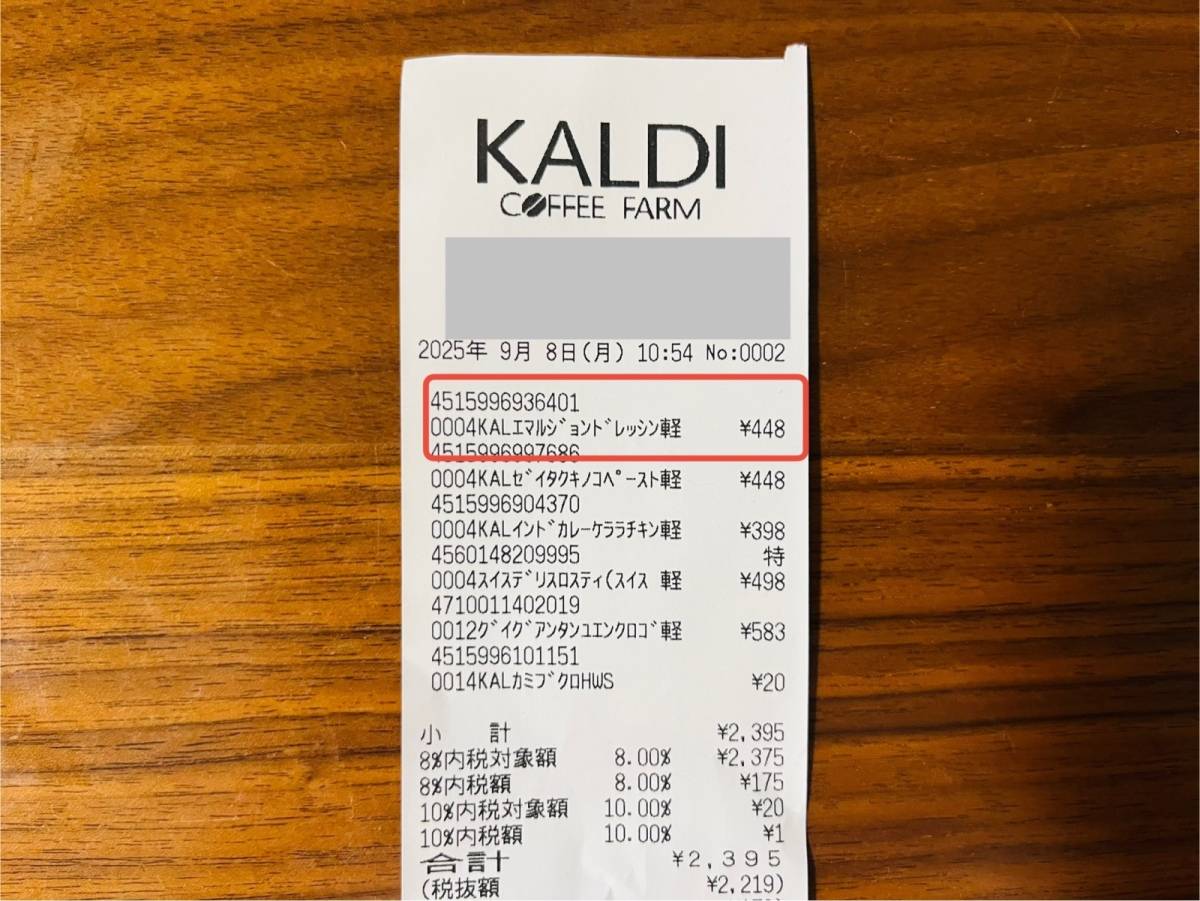 KALDI
COFFEE FARM
2025年 9月 8日(月) 10:54 No:0002
4515996936401
0004KALエマルジョンドレッシン軽 ¥448
4515996997686
0004KALゼイタクキノコペースト軽 ¥448
4515996904370
0004KALインドカレーケララチキン軽 ¥398
4560148209995 特
0004スイスデリスロスティ(スイス 軽 ¥498
4710011402019
0012グイグアンタンユエンクロゴ軽 ¥583
4515996101151
0014KALカミブクロHWS ¥20
小 計 ¥2,395
8%内税対象額 8.00% ¥2,375
8%内税額 8.00% ¥175
10%内税対象額 10.00% ¥20
10%内税額 10.00% ¥1
合計 ¥2,395
(税抜額 ¥2,219)